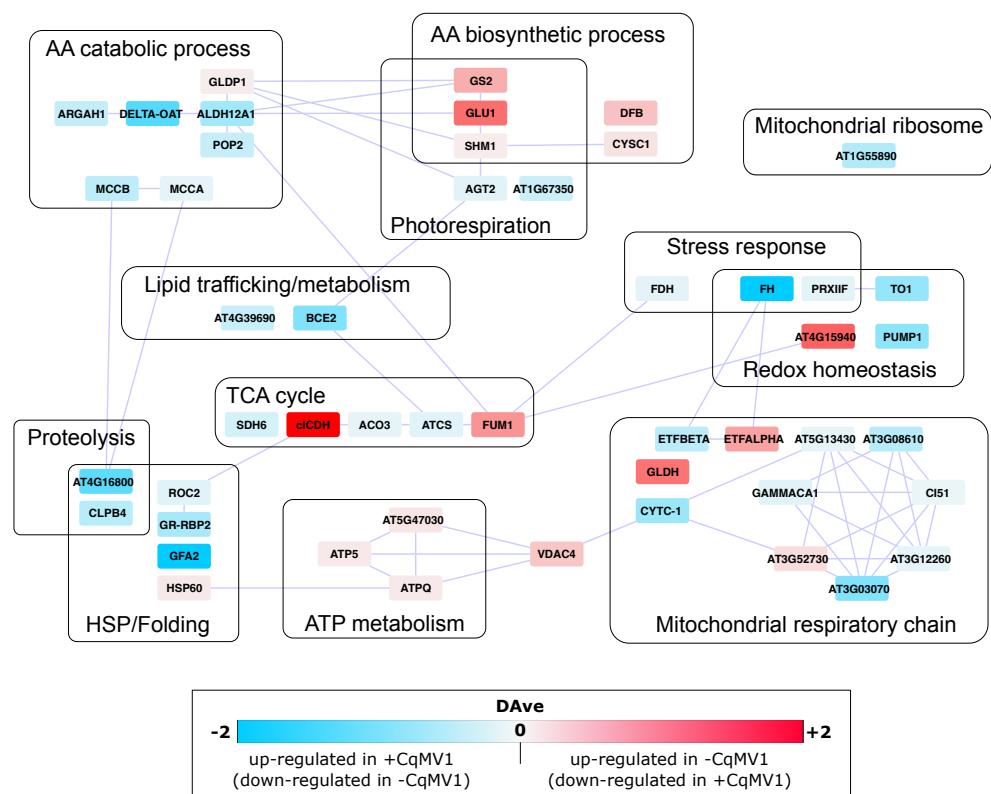 AA catabolic process
AA biosynthetic process
GLDP1
GS2
ARGAH1
DELTA-OAT
ALDH12A1
GLU1
DFB
POP2
SHM1
CYSC1
Mitochondrial ribosome
AT1G55890
MCCB
MCCA
AGT2
AT1G67350
Photorespiration
Stress response
Lipid trafficking/metabolism
FDH
FH
PRXIIF
TO1
AT4G39690
BCE2
AT4G15940
PUMP1
Redox homeostasis
TCA cycle
SDH6
cICDH
ACO3
ATCS
FUM1
Proteolysis
ETFBETA
ETFALPHA
AT5G13430
AT3G08610
AT4G16800
ROC2
GLDH
GAMMACA1
CI51
CLPB4
GR-RBP2
AT5G47030
CYTC-1
GFA2
ATP5
VDAC4
AT3G52730
AT3G12260
HSP60
ATPQ
AT3G03070
HSP/Folding
ATP metabolism
Mitochondrial respiratory chain
DAve
-2
0
+2
up-regulated in +CqMV1
(down-regulated in -CqMV1)
up-regulated in -CqMV1
(down-regulated in +CqMV1)